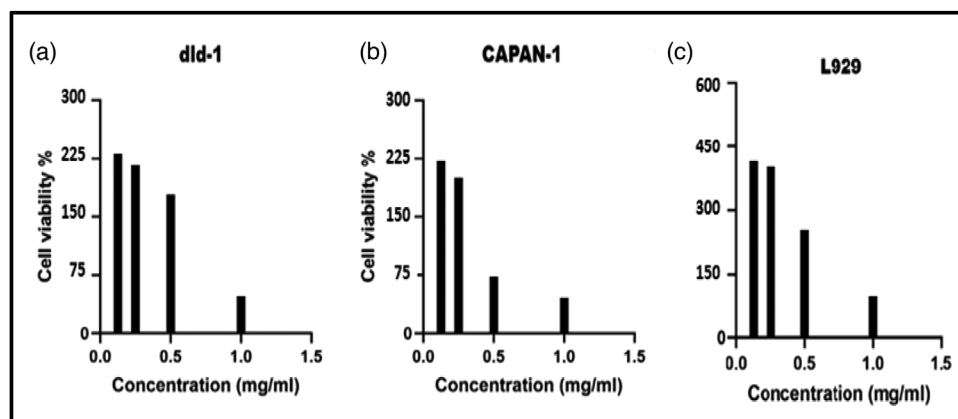 (a)
dld-1
Cell viability %
300
225
150
75
0
0.0 0.5 1.0 1.5
Concentration (mg/ml)
(b)
CAPAN-1
Cell viability %
300
225
150
75
0
0.0 0.5 1.0 1.5
Concentration (mg/ml)
(c)
L929
600
450
300
150
0
0.0 0.5 1.0 1.5
Concentration (mg/ml)